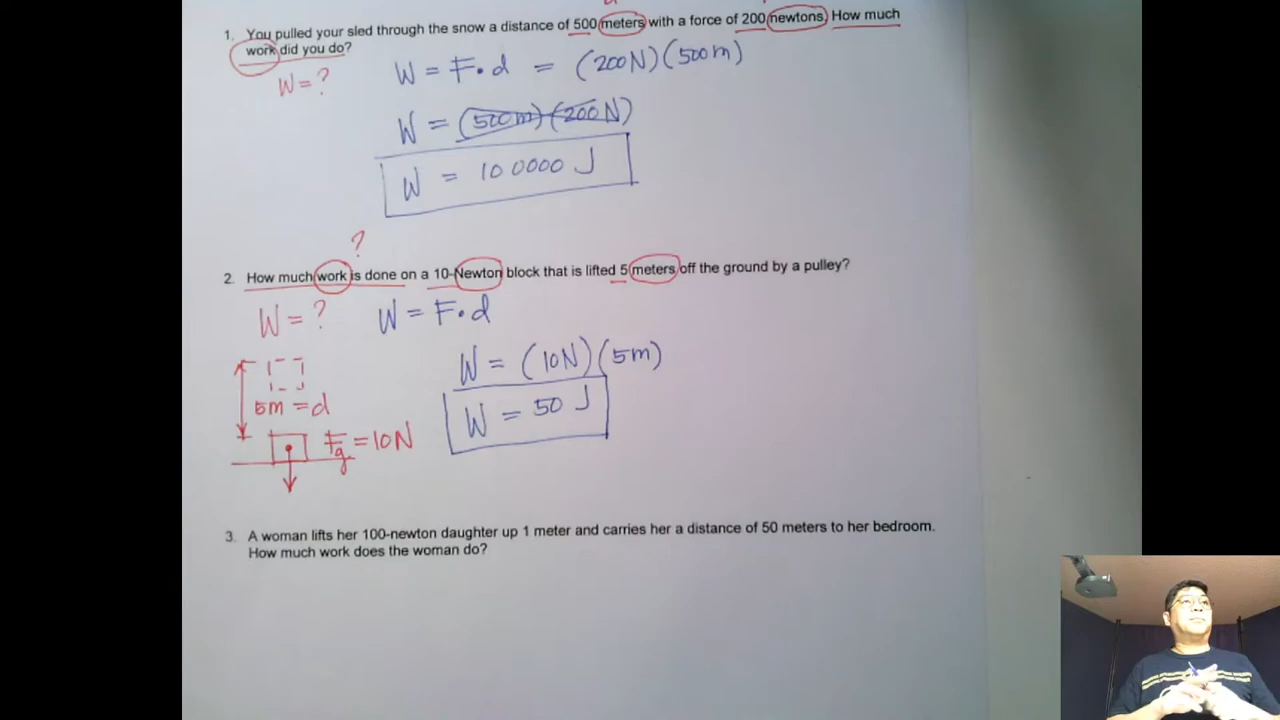 1. You pulled your sled through the snow a distance of 500 meters with a force of 200 newtons. How much
work did you do?
W = ?
W = F • d = (200N)(500m)
W = (500m)(200N)
W = 100000 J
?
2. How much work is done on a 10-Newton block that is lifted 5 meters off the ground by a pulley?
W = ?
W = F • d
W = (10N)(5m)
5m = d
W = 50 J
Fg = 10N
3. A woman lifts her 100-newton daughter up 1 meter and carries her a distance of 50 meters to her bedroom.
How much work does the woman do?